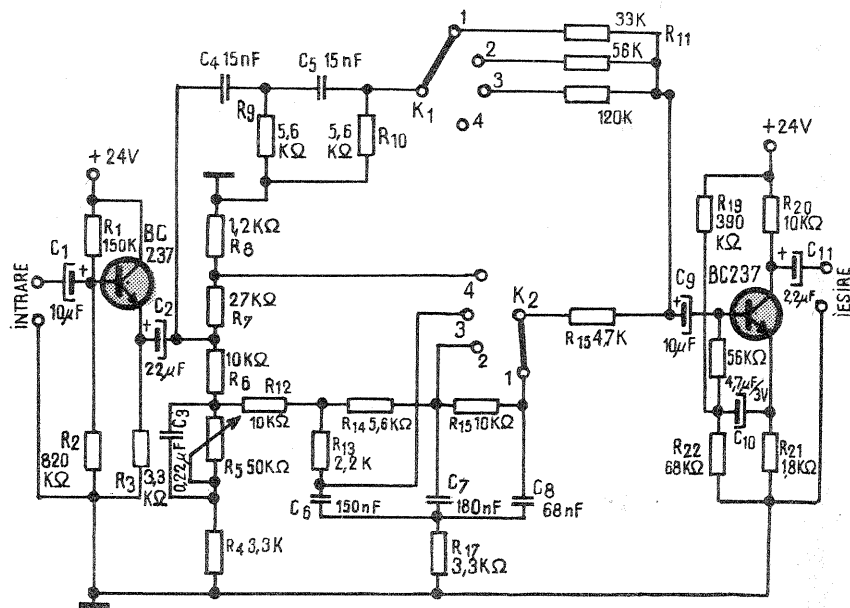 C4 15nF
C5 15nF
K1
1
2
3
4
33K
56K
120K
R11
R9
5,6
KΩ
5,6
KΩ
R10
+24V
R1
150K
BC
237
C1
+
10µF
INTRARE
C2
+
22µF
R2
820
KΩ
R3
3,3
KΩ
1,2KΩ
R8
27KΩ
R7
10KΩ
R6
C3
0,22µF
R5 50KΩ
R4 3,3K
R12
10KΩ
R13
2,2K
R14 5,6KΩ
R15 10KΩ
C6
150nF
C7
180nF
C8
68nF
R17
3,3KΩ
4
3
2
1
K2
R15 4,7K
+24V
R19
390
KΩ
R20
10KΩ
BC237
C9
+
10µF
C11
+
2,2µF
IEŞIRE
56KΩ
4,7µF/
3V
+
C10
R22
68KΩ
R21
1,8KΩ